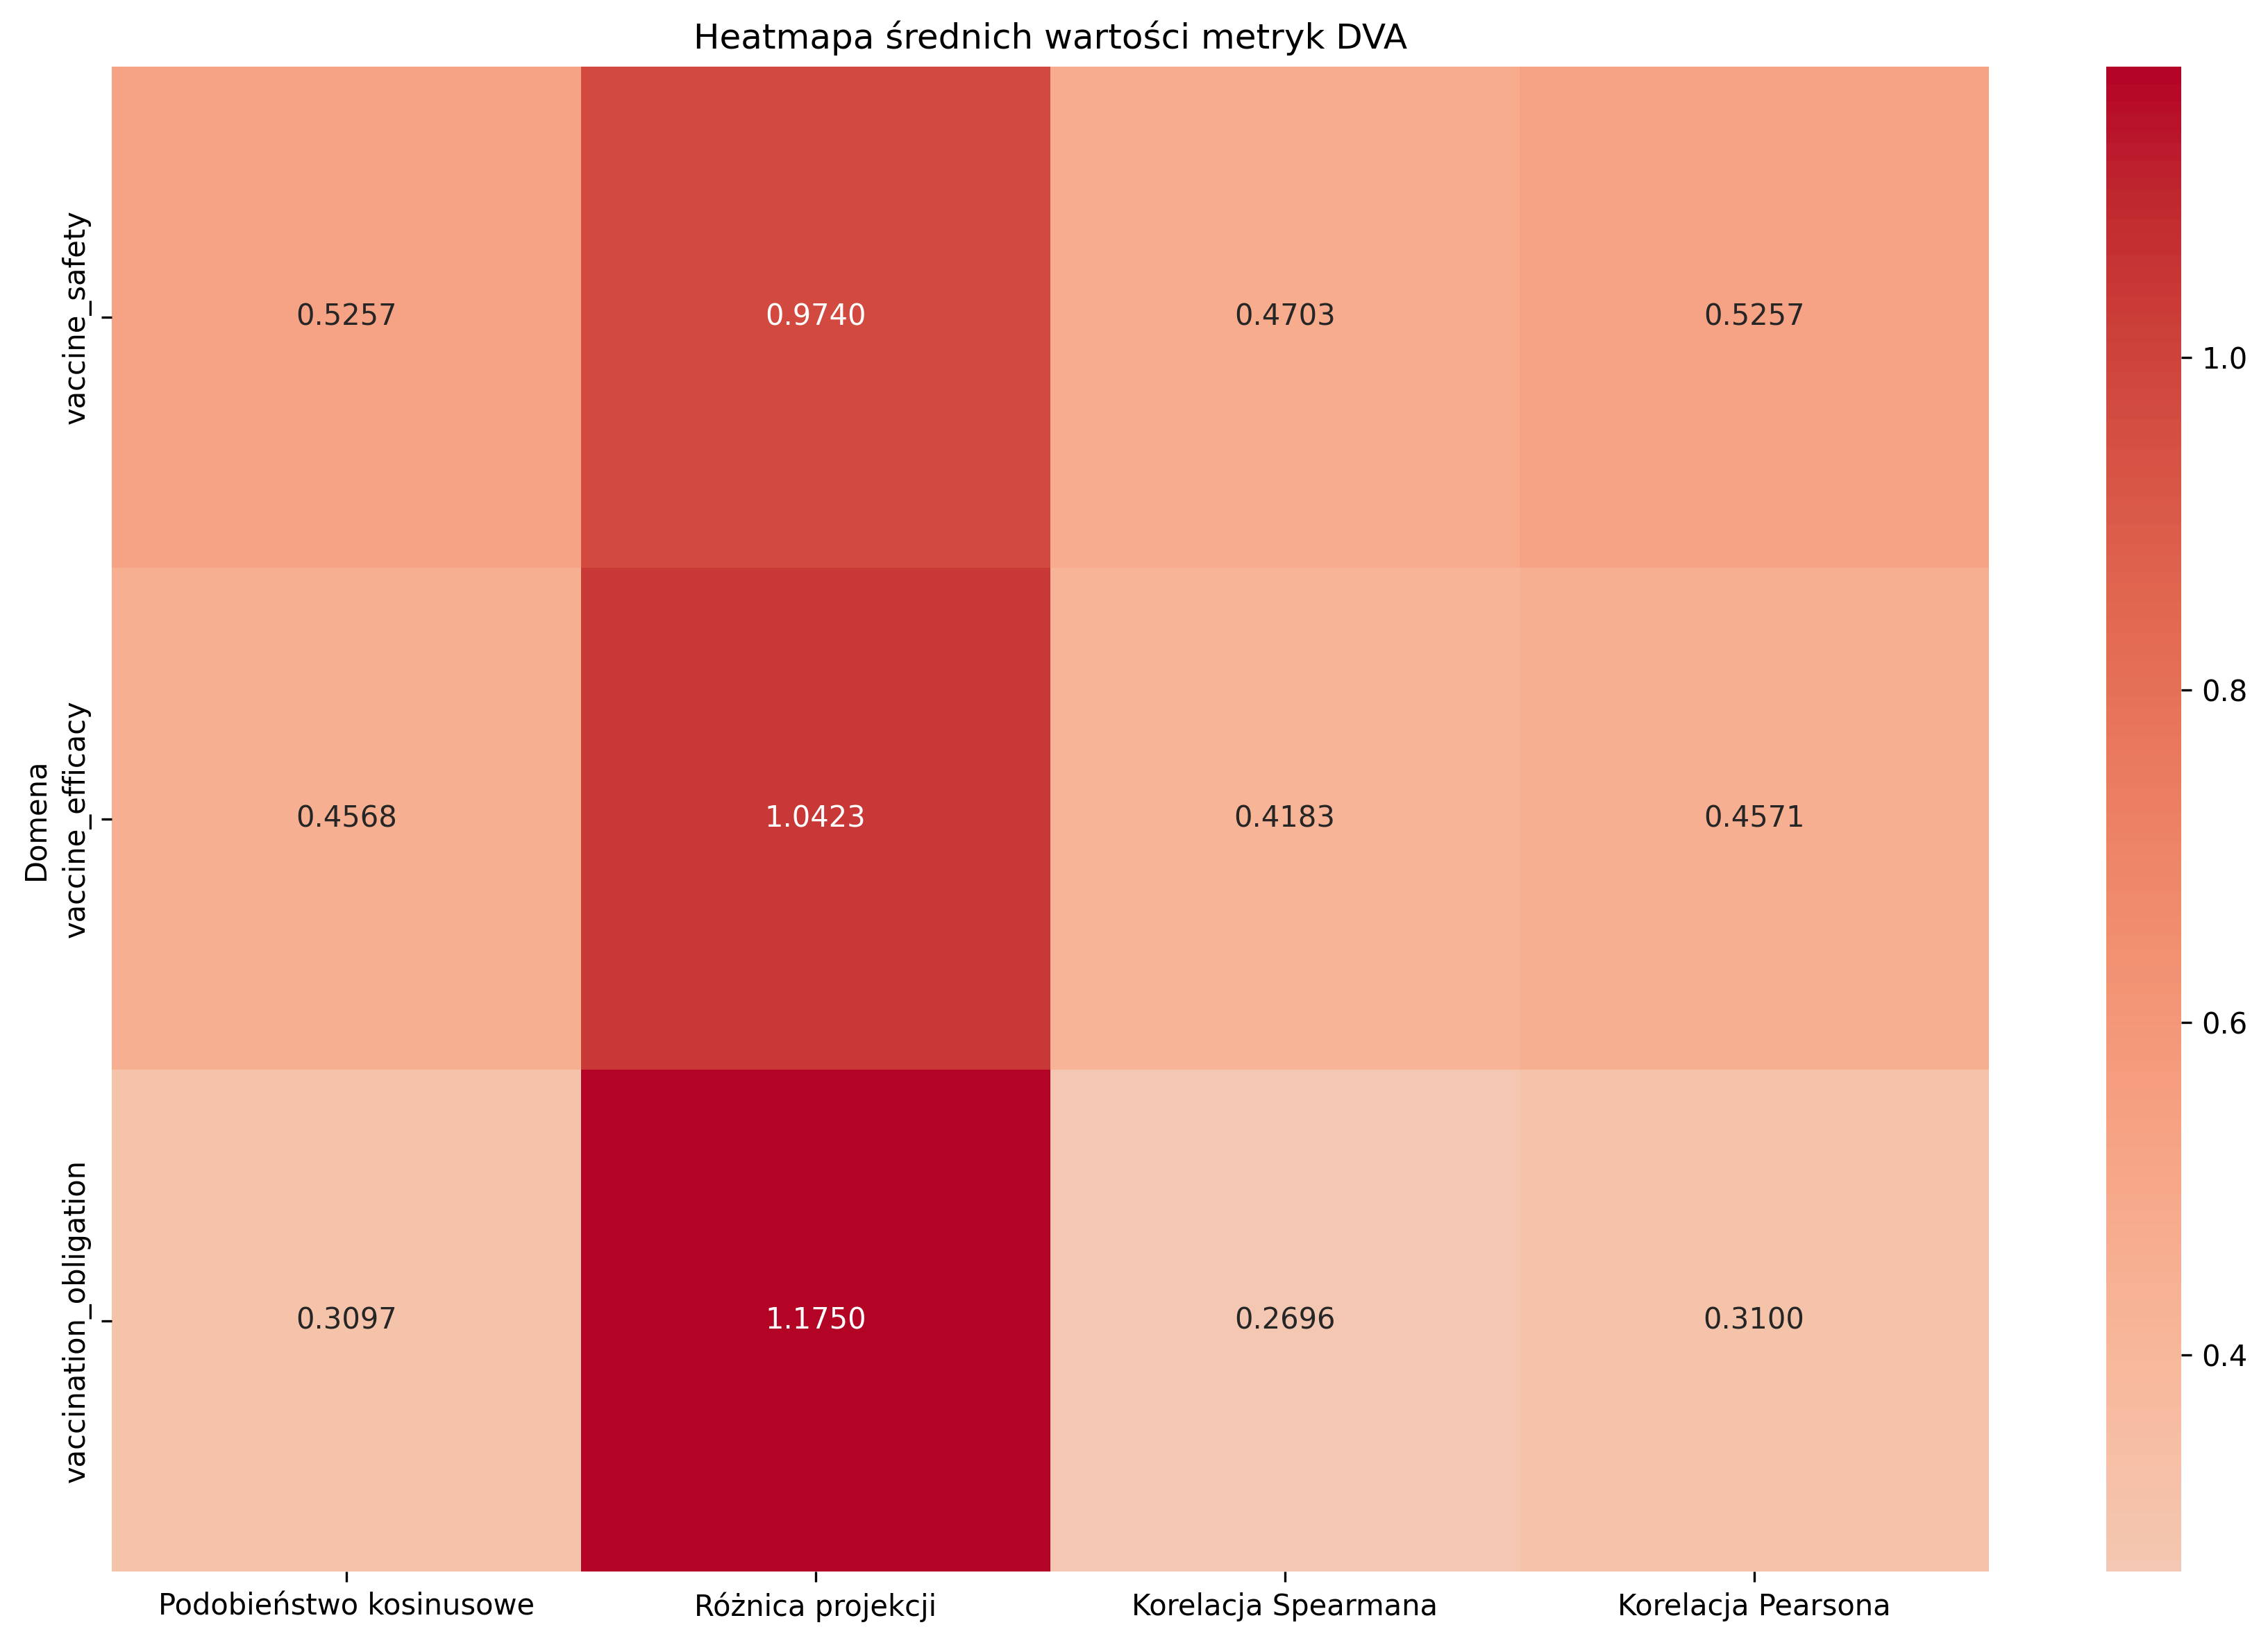 Heatmapa średnich wartości metryk DVA
Domena
vaccine_safety
0.5257 0.9740 0.4703 0.5257
vaccine_efficacy
0.4568 1.0423 0.4183 0.4571
vaccination_obligation
0.3097 1.1750 0.2696 0.3100
Podobieństwo kosinusowe Różnica projekcji Korelacja Spearmana Korelacja Pearsona
1.0
0.8
0.6
0.4